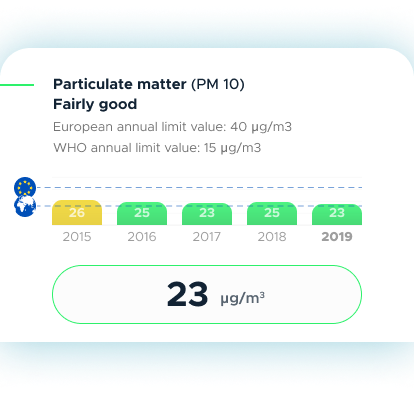 Particulate matter (PM 10)
Fairly good
European annual limit value: 40 µg/m3
WHO annual limit value: 15 µg/m3
26 25 23 25 23
2015 2016 2017 2018 2019
23 µg/m³